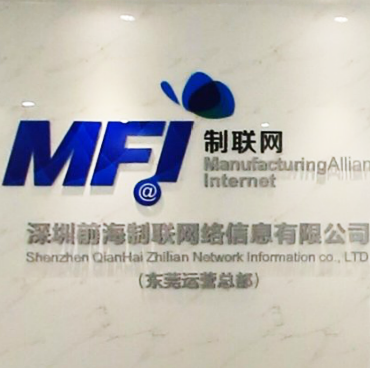 MFI
@
制联网
ManufacturingAllian
Internet
深圳前海制联网络信息有限公司
Shenzhen QianHai Zhilian Network Information co., LTD
（东莞运营总部）